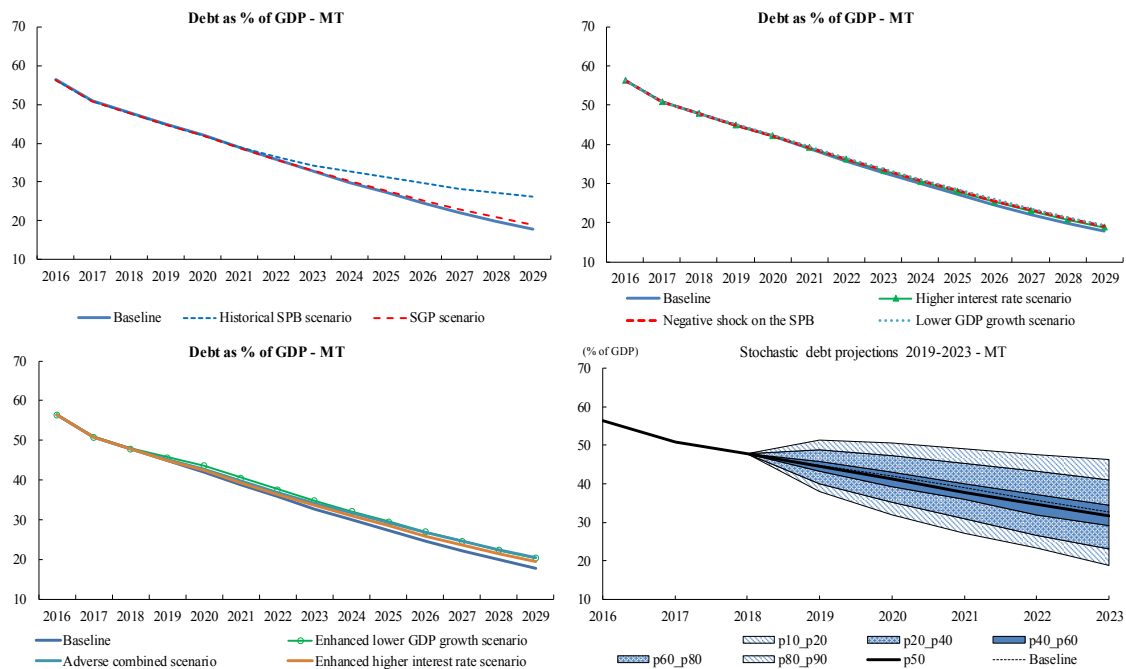 Debt as % of GDP - MT
70
60
50
40
30
20
10
2016 2017 2018 2019 2020 2021 2022 2023 2024 2025 2026 2027 2028 2029
Baseline Historical SPB scenario SGP scenario
Debt as % of GDP - MT
70
60
50
40
30
20
10
2016 2017 2018 2019 2020 2021 2022 2023 2024 2025 2026 2027 2028 2029
Baseline Higher interest rate scenario
Negative shock on the SPB Lower GDP growth scenario
Debt as % of GDP - MT
70
60
50
40
30
20
10
2016 2017 2018 2019 2020 2021 2022 2023 2024 2025 2026 2027 2028 2029
Baseline Enhanced lower GDP growth scenario
Adverse combined scenario Enhanced higher interest rate scenario
(% of GDP) Stochastic debt projections 2019-2023 - MT
70
60
50
40
30
20
10
2016 2017 2018 2019 2020 2021 2022 2023
p10_p20 p20_p40 p40_p60
p60_p80 p80_p90 p50 Baseline